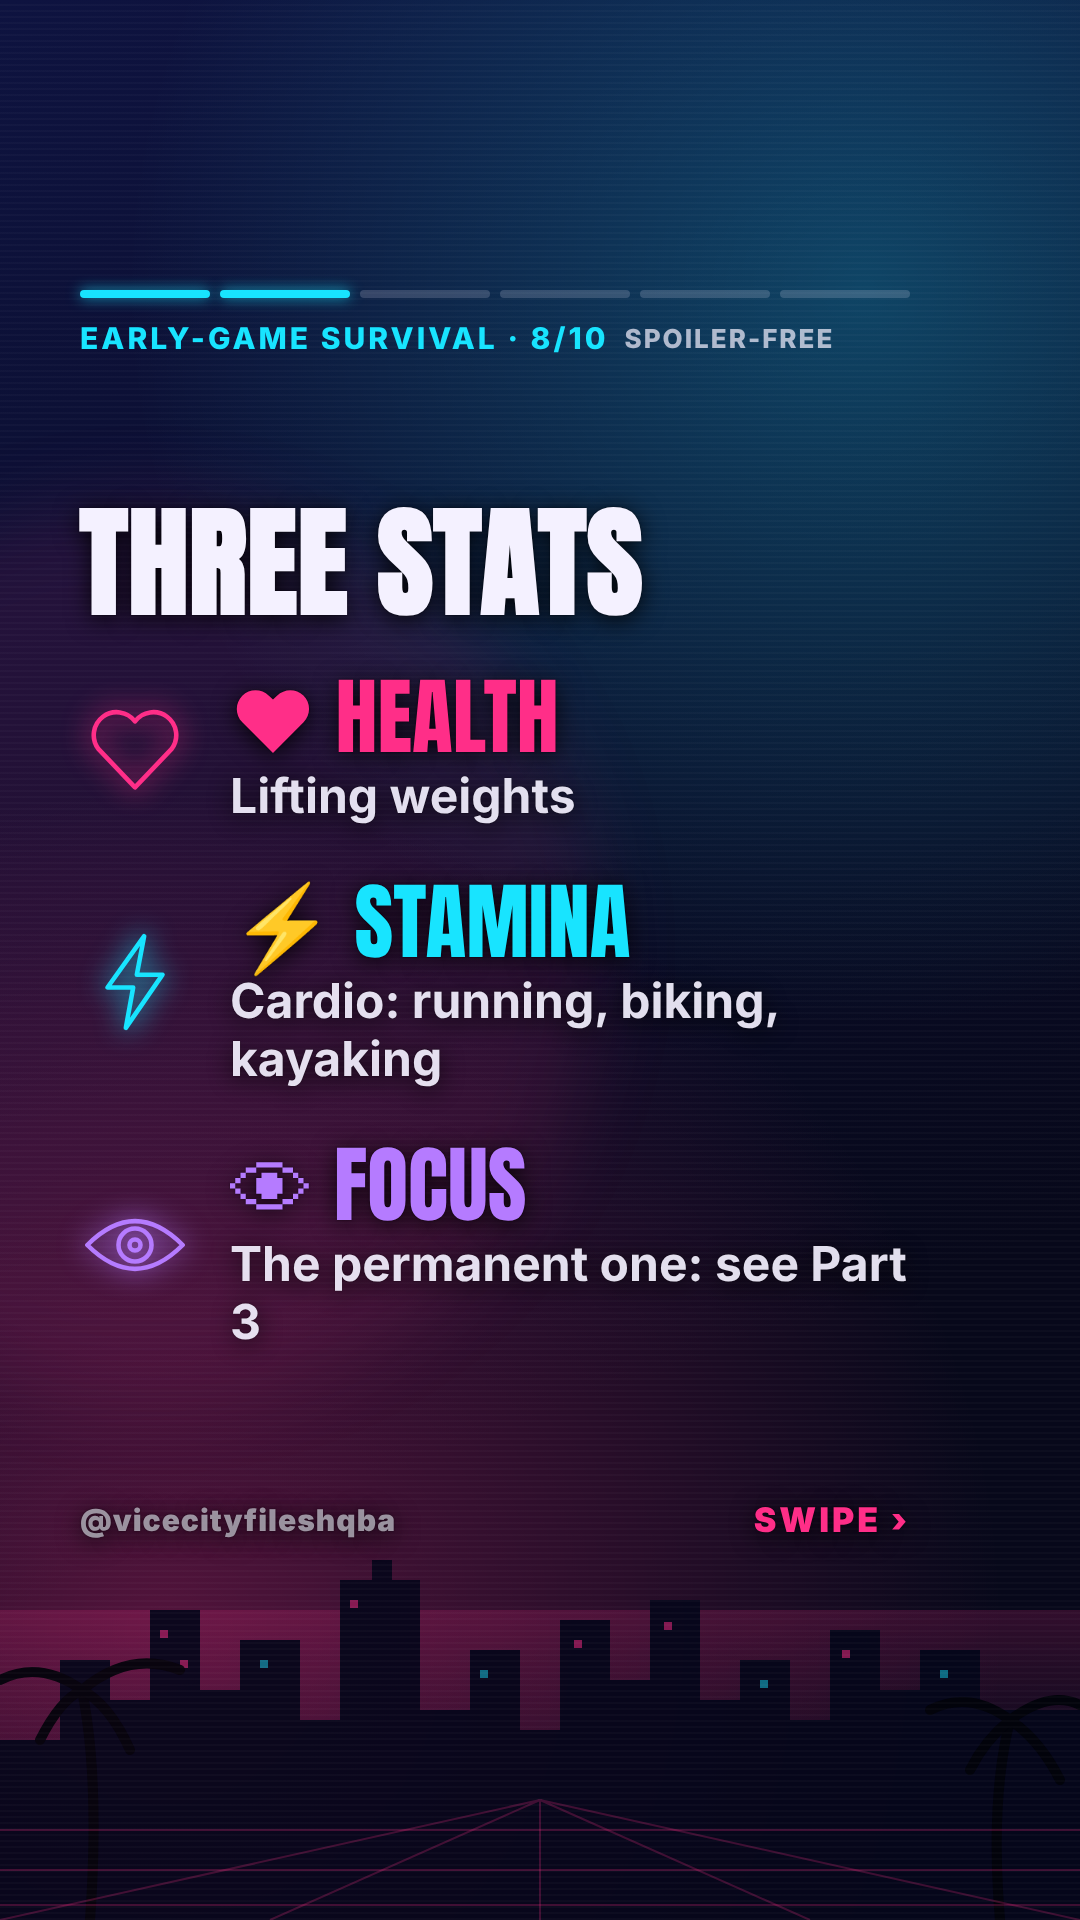 EARLY-GAME SURVIVAL · 8/10 SPOILER-FREE
THREE STATS
♥ HEALTH
Lifting weights
⚡ STAMINA
Cardio: running, biking,
kayaking
👁 FOCUS
The permanent one: see Part
3
@vicecityfileshqba
SWIPE ›